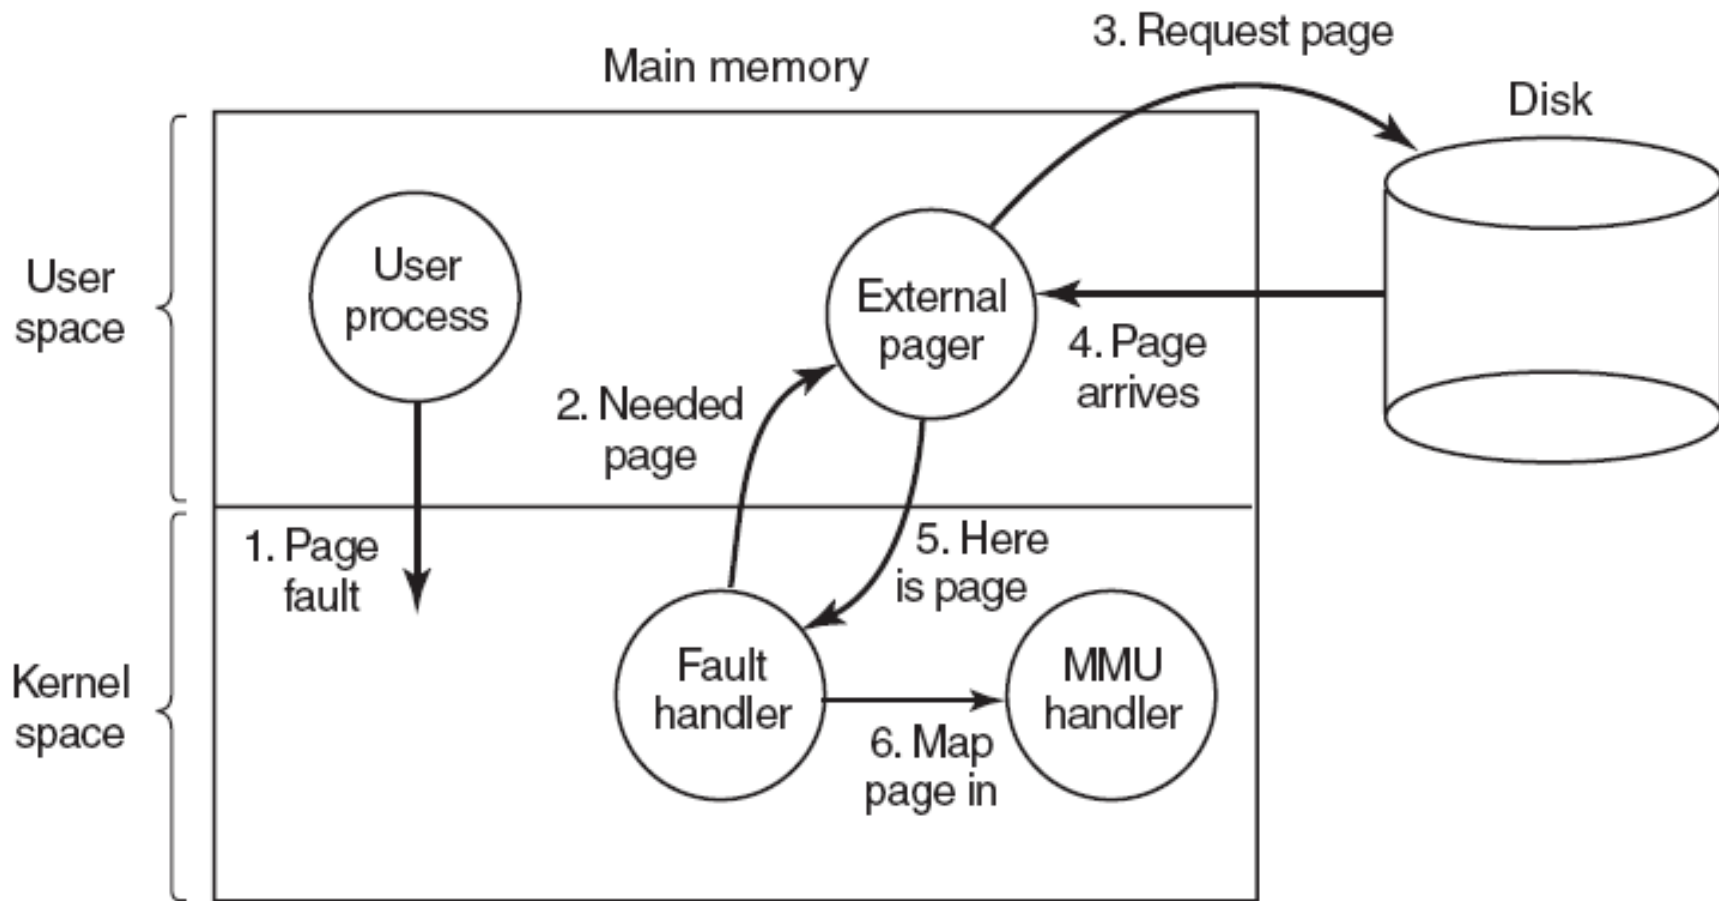 3. Request page
Main memory
Disk
User
space
User
process
External
pager
4. Page
arrives
2. Needed
page
1. Page
fault
5. Here
is page
Kernel
space
Fault
handler
MMU
handler
6. Map
page in